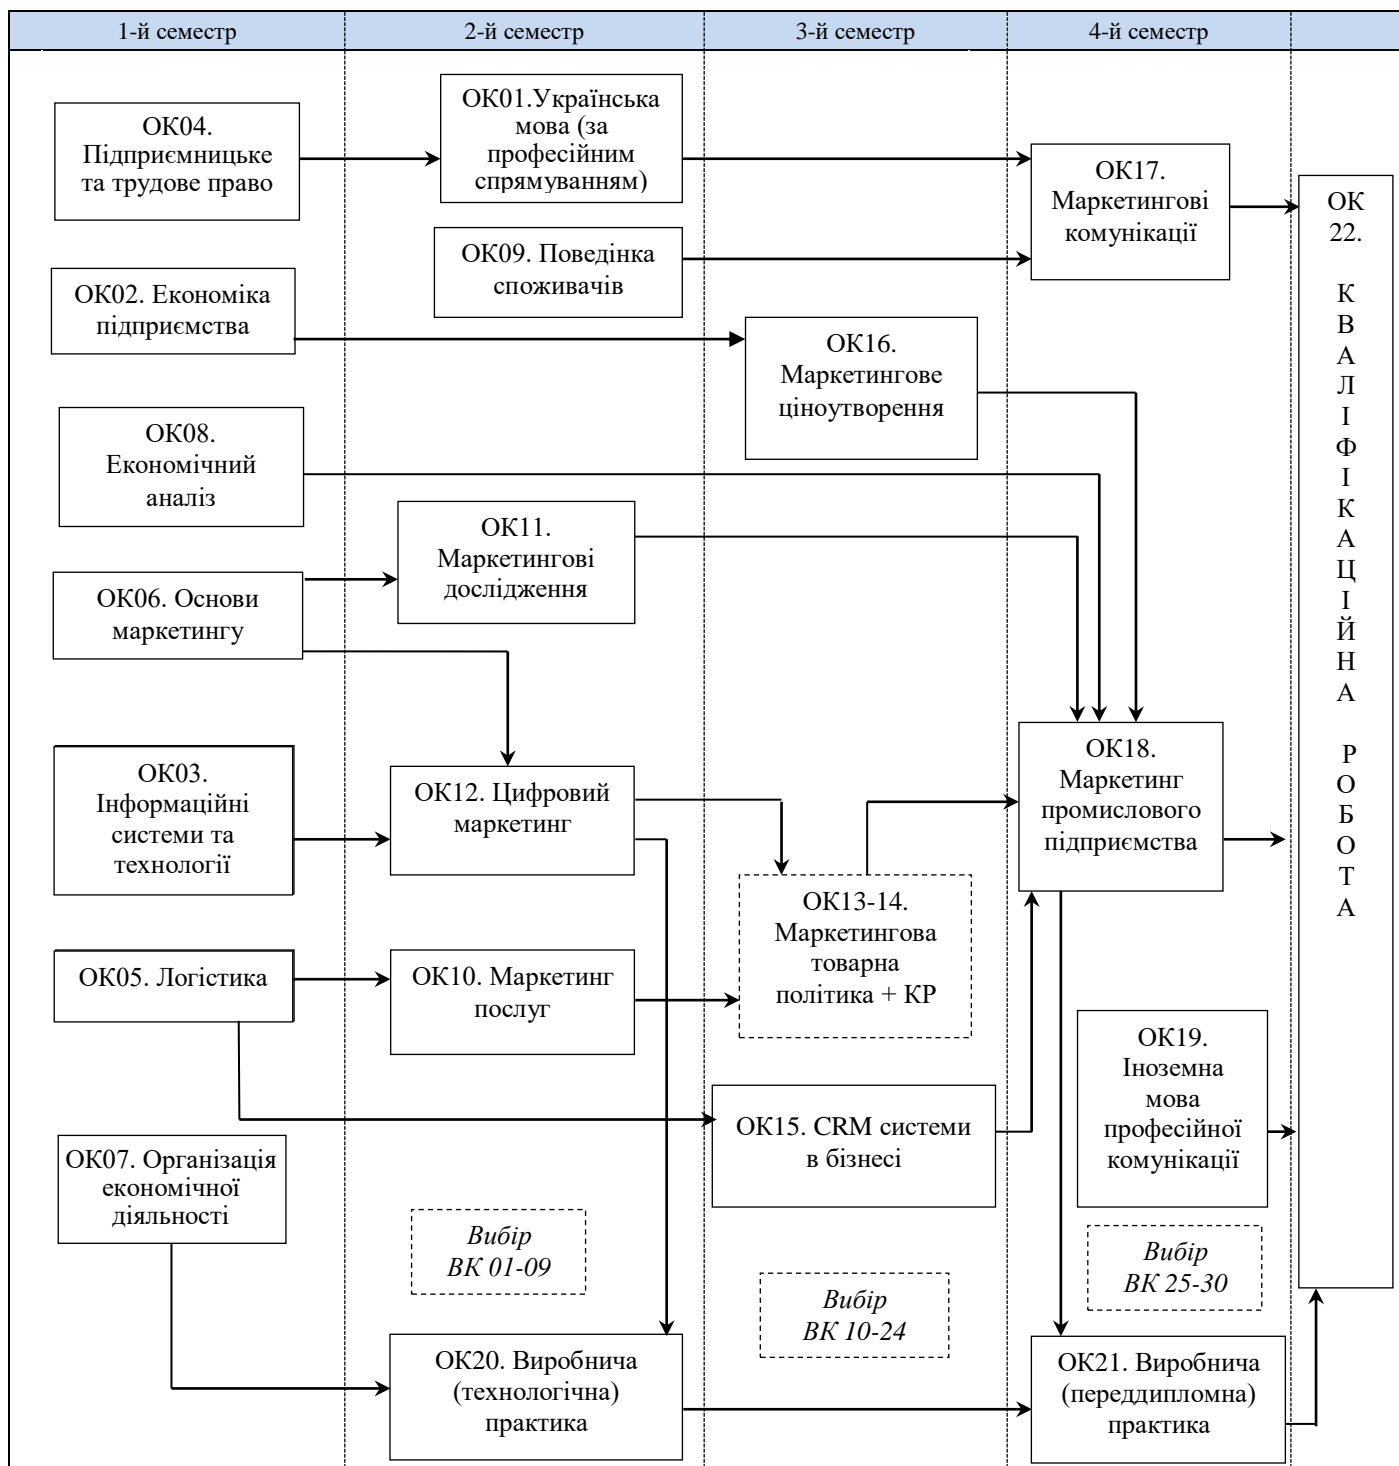 1-й семестр
2-й семестр
3-й семестр
4-й семестр
ОК04.
Підприємницьке
та трудове право
ОК02. Економіка
підприємства
ОК08.
Економічний
аналіз
ОК06. Основи
маркетингу
ОК03.
Інформаційні
системи та
технології
ОК05. Логістика
ОК07. Організація
економічної
діяльності
ОК01.Українська
мова (за
професійним
спрямуванням)
ОК09. Поведінка
споживачів
ОК11.
Маркетингові
дослідження
ОК12. Цифровий
маркетинг
ОК10. Маркетинг
послуг
Вибір
ВК 01-09
ОК20. Виробнича
(технологічна)
практика
ОК16.
Маркетингове
ціноутворення
ОК13-14.
Маркетингова
товарна
політика + КР
ОК15. CRM системи
в бізнесі
Вибір
ВК 10-24
ОК17.
Маркетингові
комунікації
ОК18.
Маркетинг
промислового
підприємства
ОК19.
Іноземна
мова
професійної
комунікації
Вибір
ВК 25-30
ОК21. Виробнича
(переддипломна)
практика
ОК
22.
К
В
А
Л
І
Ф
І
К
А
Ц
І
Й
Н
А
Р
О
Б
О
Т
А